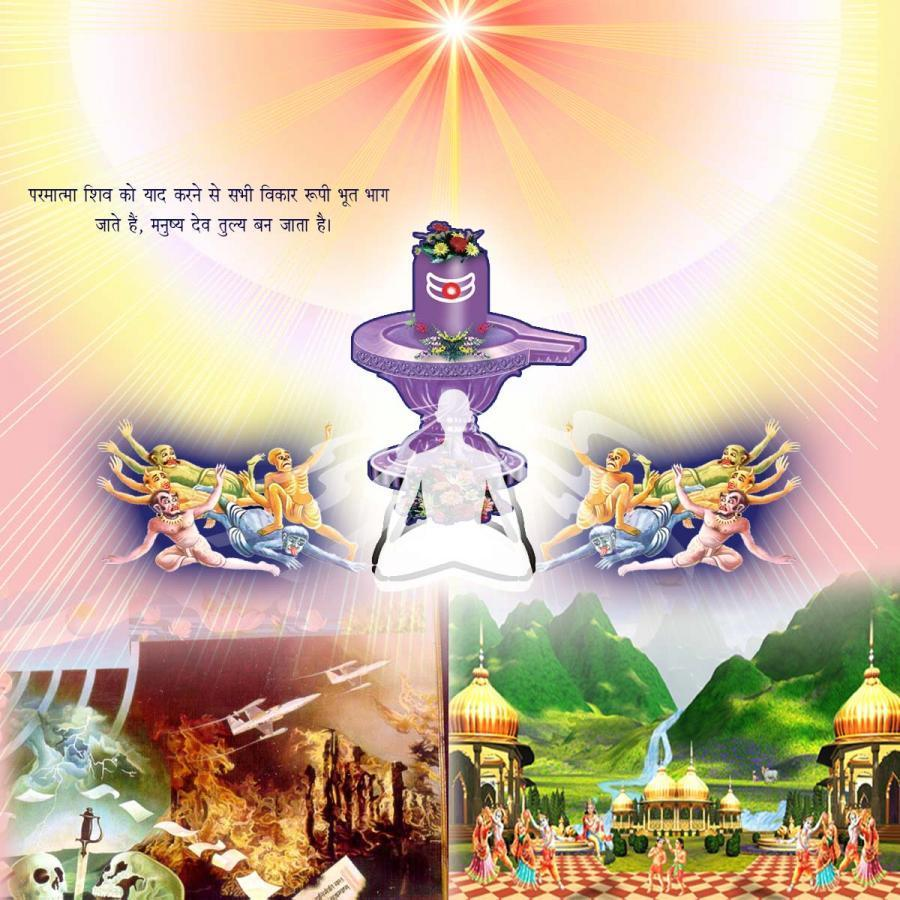 परमात्मा शिव को याद करने से सभी विकार रूपी भूत भाग
जाते हैं, मनुष्य देव तुल्य बन जाता है।